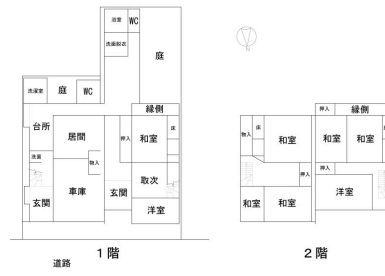 浴室 WC
洗面脱衣
庭
洗濯室 庭 WC
縁側
台所 居間 押入 和室 床
洗面 物入
取次
玄関 車庫 玄関
洋室
1階
道路
押入 縁側
物入 床 和室 和室 和室 床
押入 押入
洋室
和室 和室
2階